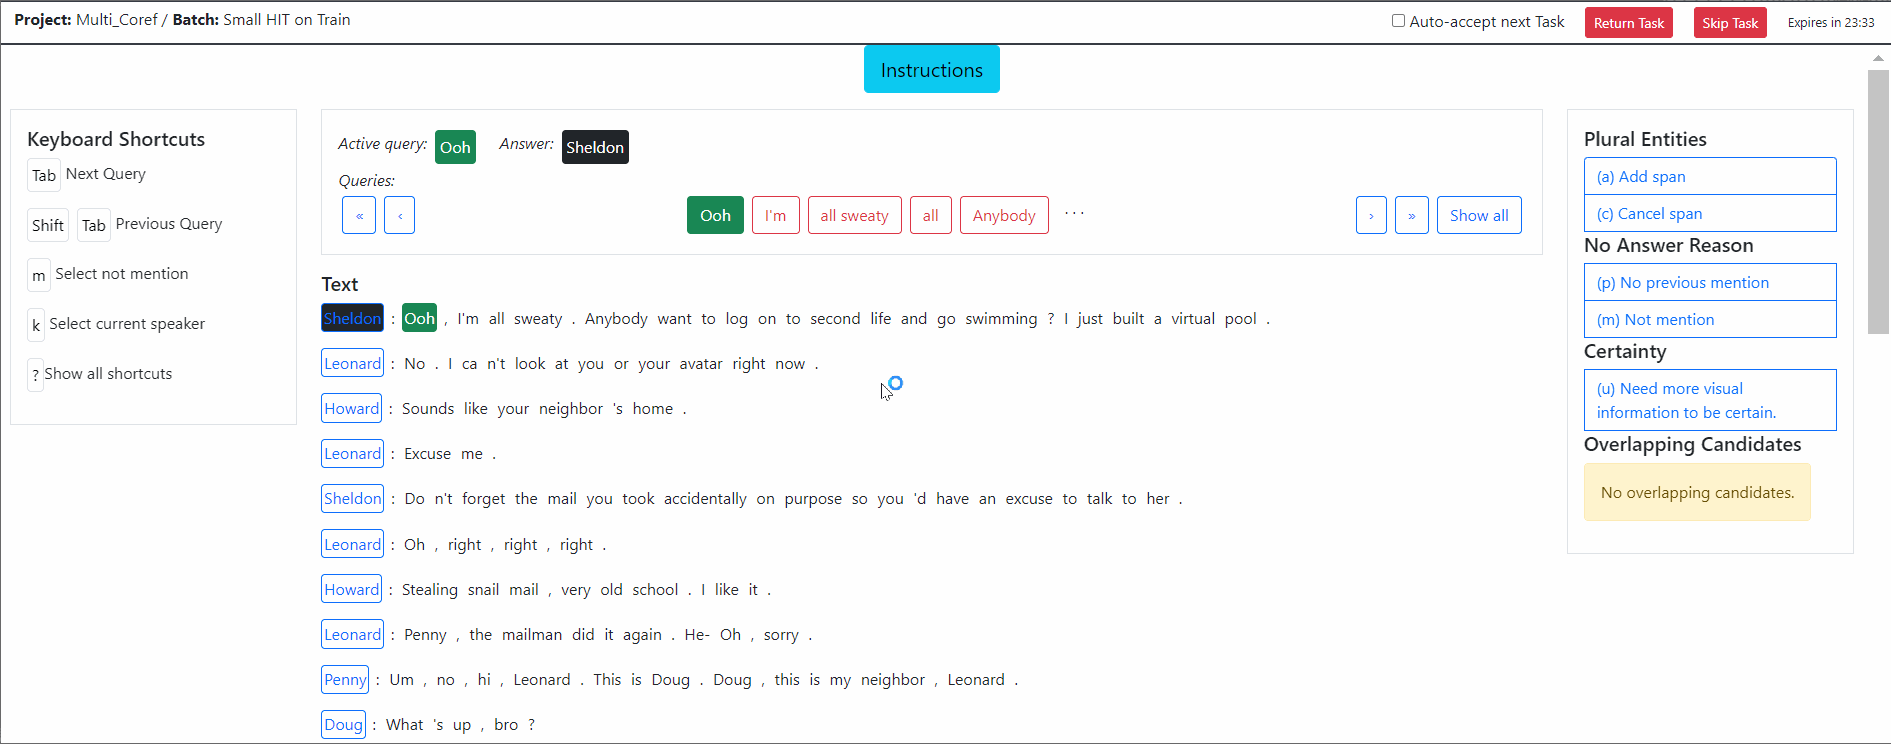 Project: Multi_Coref / Batch: Small HIT on Train
Auto-accept next Task Return Task Skip Task Expires in 23:33
Instructions
Keyboard Shortcuts
Tab Next Query
Shift Tab Previous Query
m Select not mention
k Select current speaker
? Show all shortcuts
Active query: Ooh Answer: Sheldon
Queries:
« ‹ Ooh I'm all sweaty all Anybody ... › » Show all
Text
Sheldon : Ooh , I'm all sweaty . Anybody want to log on to second life and go swimming ? I just built a virtual pool .
Leonard : No . I ca n't look at you or your avatar right now .
Howard : Sounds like your neighbor 's home .
Leonard : Excuse me .
Sheldon : Do n't forget the mail you took accidentally on purpose so you 'd have an excuse to talk to her .
Leonard : Oh , right , right , right .
Howard : Stealing snail mail , very old school . I like it .
Leonard : Penny , the mailman did it again . He- Oh , sorry .
Penny : Um , no , hi , Leonard . This is Doug . Doug , this is my neighbor , Leonard .
Doug : What 's up , bro ?
Plural Entities
(a) Add span
(c) Cancel span
No Answer Reason
(p) No previous mention
(m) Not mention
Certainty
(u) Need more visual
information to be certain.
Overlapping Candidates
No overlapping candidates.